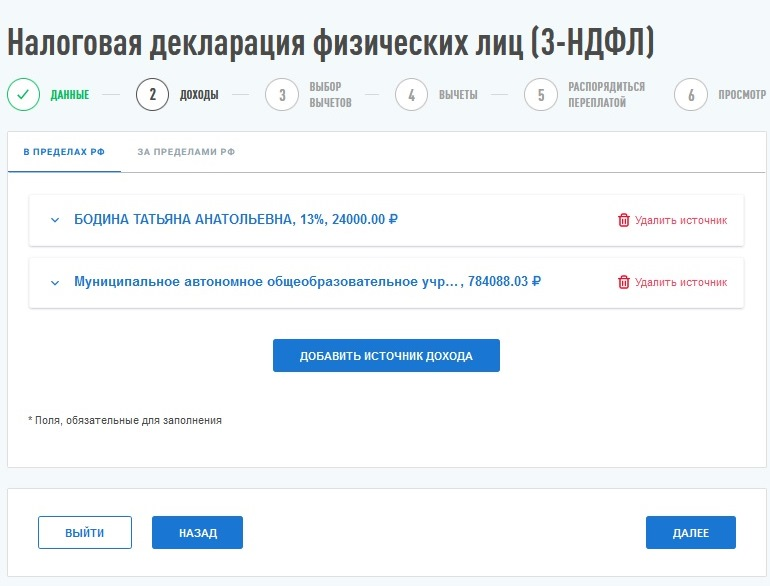 Налоговая декларация физических лиц (3-НДФЛ)
ДАННЫЕ
2 ДОХОДЫ
3 ВЫБОР
ВЫЧЕТОВ
4 ВЫЧЕТЫ
5 РАСПОРЯДИТЬСЯ
ПЕРЕПЛАТОЙ
6 ПРОСМОТР
В ПРЕДЕЛАХ РФ ЗА ПРЕДЕЛАМИ РФ
БОДИНА ТАТЬЯНА АНАТОЛЬЕВНА, 13%, 24000.00 ₽ Удалить источник
Муниципальное автономное общеобразовательное учр..., 784088.03 ₽ Удалить источник
ДОБАВИТЬ ИСТОЧНИК ДОХОДА
* Поля, обязательные для заполнения
ВЫЙТИ НАЗАД ДАЛЕЕ